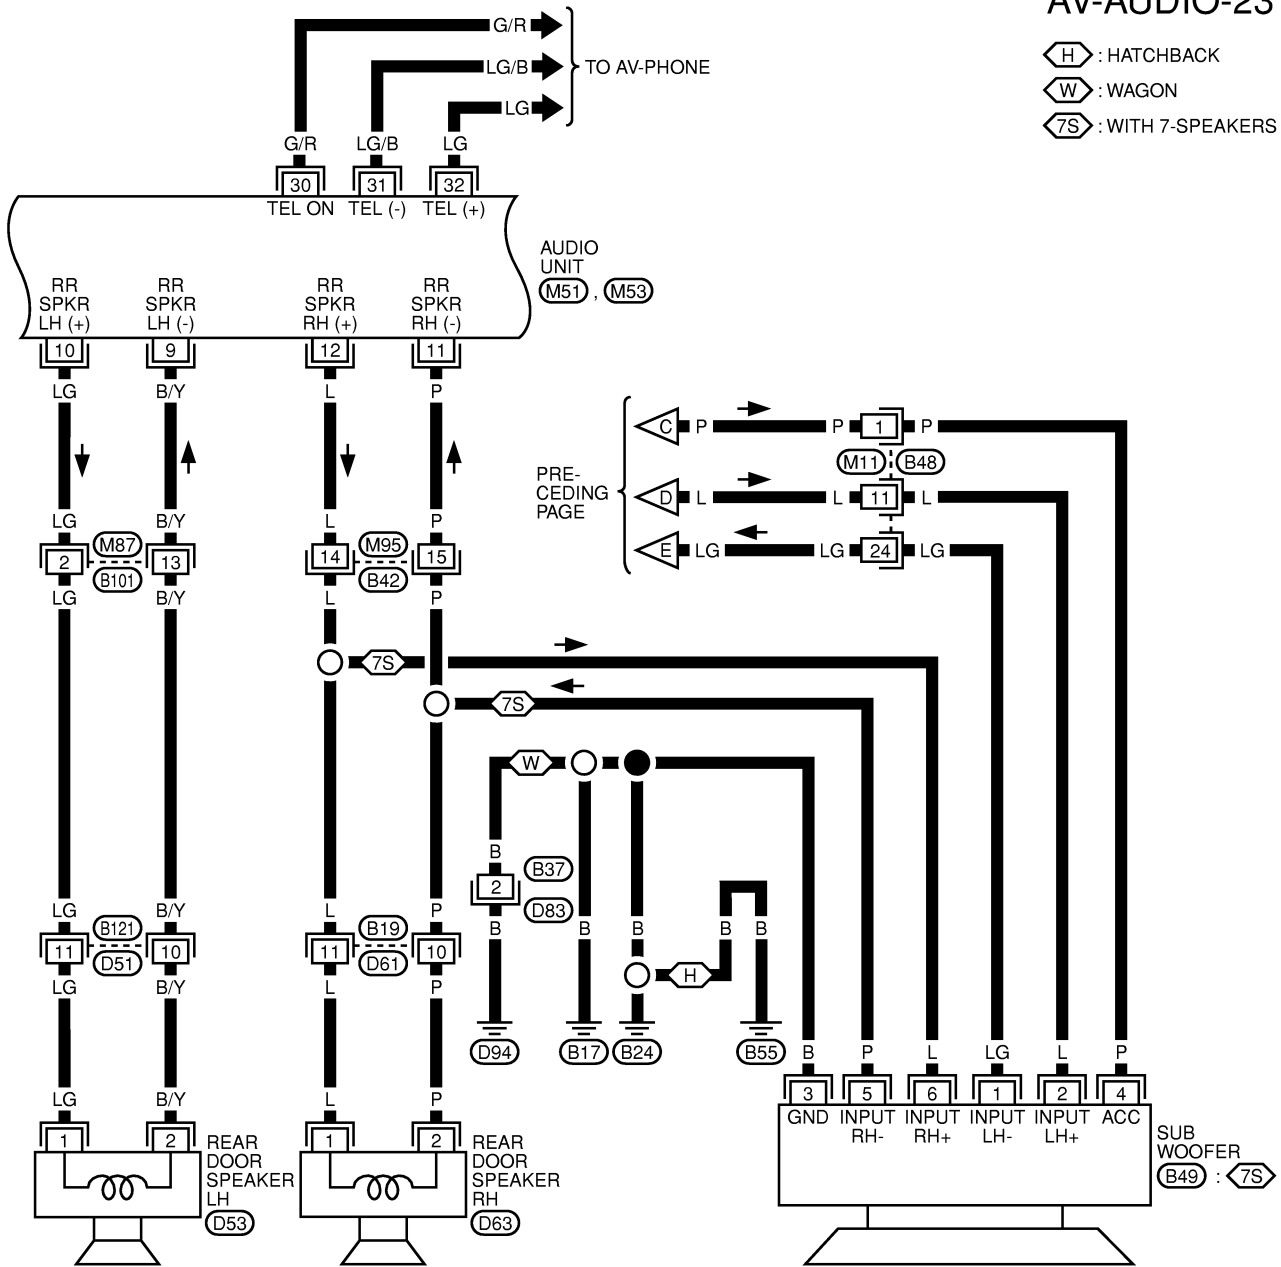 AV-AUDIO-23
H : HATCHBACK
W : WAGON
7S : WITH 7-SPEAKERS
G/R
LG/B
LG
TO AV-PHONE
G/R LG/B LG
30 31 32
TEL ON TEL (-) TEL (+)
AUDIO
UNIT
M51 , M53
RR
SPKR
LH (+)
RR
SPKR
LH (-)
RR
SPKR
RH (+)
RR
SPKR
RH (-)
10 9 12 11
LG B/Y L P
PRE-
CEDING
PAGE
C P P 1 P
M11 B48
D L L 11 L
E LG LG 24 LG
LG B/Y L P
M87 M95
2 13 14 15
B101 B42
LG B/Y L P
7S
7S
W
B
2
B37
D83
B B B B B
LG B/Y L P
B121 B19
11 10 11 10
D51 D61
LG B/Y L P
H
D94 B17 B24 B55
B P L LG L P
3 5 6 1 2 4
GND
INPUT
RH-
INPUT
RH+
INPUT
LH-
INPUT
LH+
ACC
SUB
WOOFER
B49 : 7S
LG B/Y L P
1 2
REAR
DOOR
SPEAKER
LH
D53
1 2
REAR
DOOR
SPEAKER
RH
D63